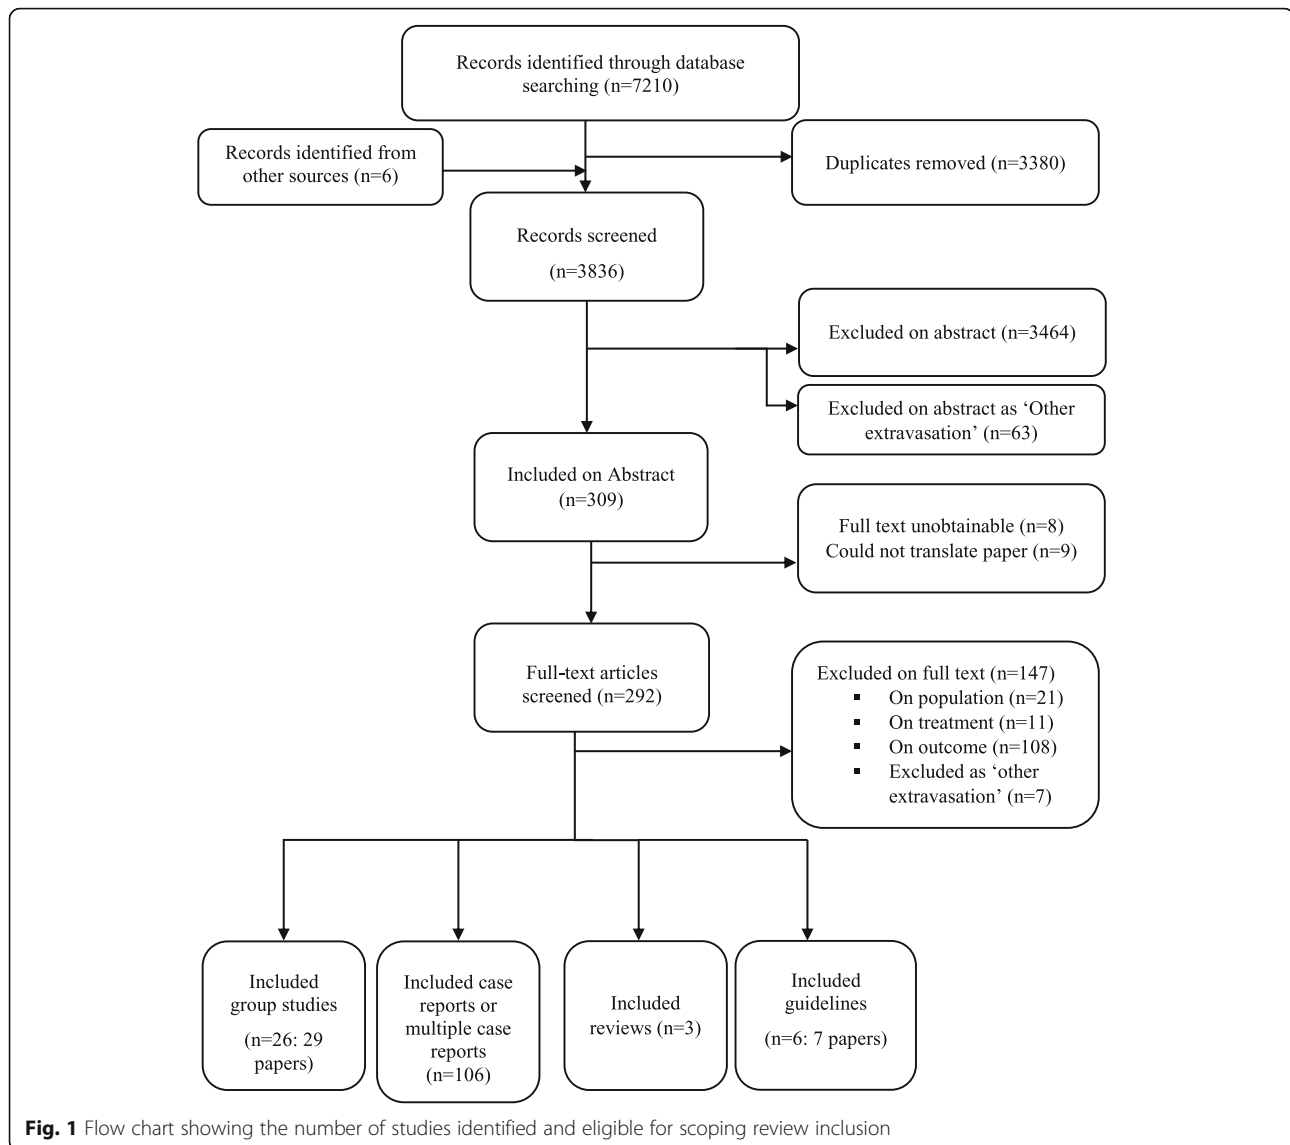 Records identified through database
searching (n=7210)
Records identified from
other sources (n=6)
Duplicates removed (n=3380)
Records screened
(n=3836)
Excluded on abstract (n=3464)
Excluded on abstract as ‘Other
extravasation’ (n=63)
Included on Abstract
(n=309)
Full text unobtainable (n=8)
Could not translate paper (n=9)
Full-text articles
screened (n=292)
Excluded on full text (n=147)
▪ On population (n=21)
▪ On treatment (n=11)
▪ On outcome (n=108)
▪ Excluded as ‘other
extravasation’ (n=7)
Included
group studies
(n=26: 29
papers)
Included case
reports or
multiple case
reports
(n=106)
Included
reviews (n=3)
Included
guidelines
(n=6: 7 papers)
Fig. 1 Flow chart showing the number of studies identified and eligible for scoping review inclusion